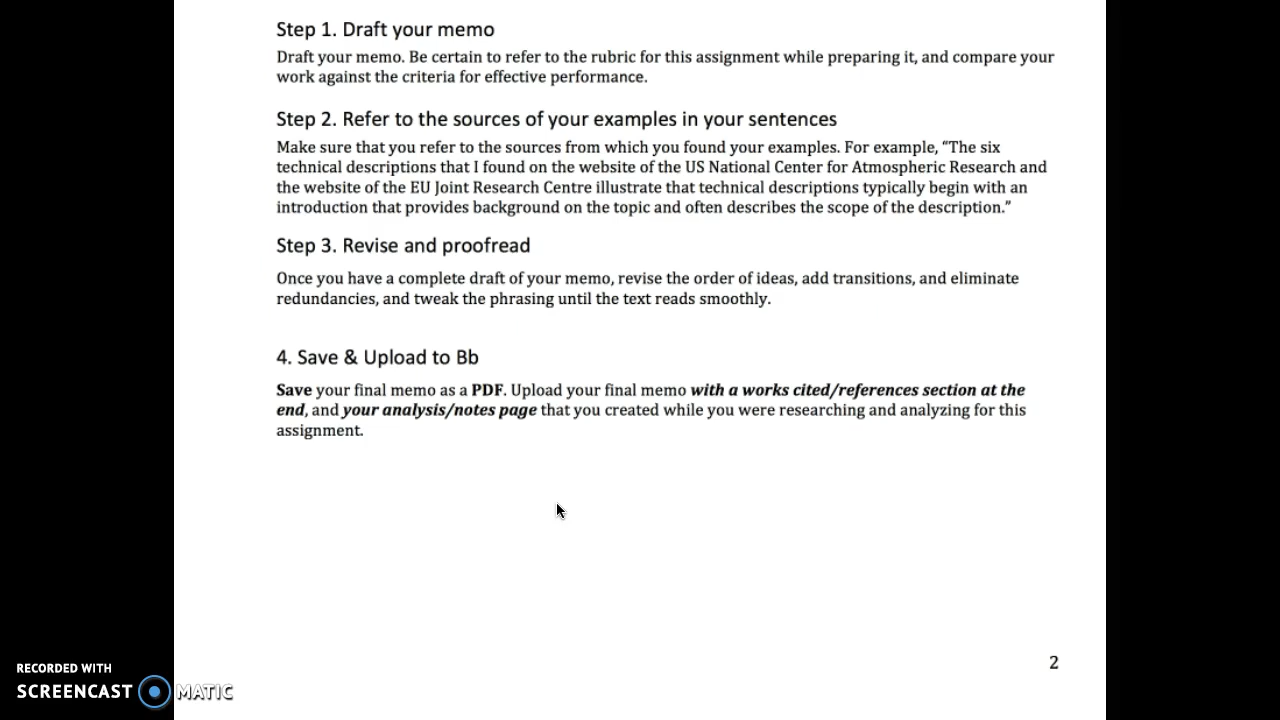 Step 1. Draft your memo
Draft your memo. Be certain to refer to the rubric for this assignment while preparing it, and compare your
work against the criteria for effective performance.
Step 2. Refer to the sources of your examples in your sentences
Make sure that you refer to the sources from which you found your examples. For example, “The six
technical descriptions that I found on the website of the US National Center for Atmospheric Research and
the website of the EU Joint Research Centre illustrate that technical descriptions typically begin with an
introduction that provides background on the topic and often describes the scope of the description.”
Step 3. Revise and proofread
Once you have a complete draft of your memo, revise the order of ideas, add transitions, and eliminate
redundancies, and tweak the phrasing until the text reads smoothly.
4. Save & Upload to Bb
Save your final memo as a PDF. Upload your final memo with a works cited/references section at the
end, and your analysis/notes page that you created while you were researching and analyzing for this
assignment.
2
RECORDED WITH
SCREENCAST MATIC